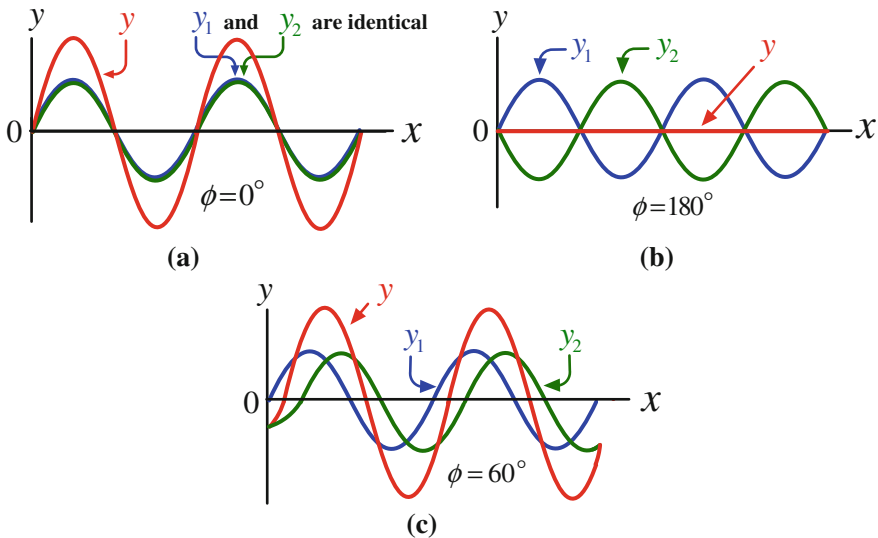 y y y₁ and y₂ are identical
0 x
ϕ=0°
(a)
y y₁ y₂ y
0 x
ϕ=180°
(b)
y y
y₁ y₂
0 x
ϕ=60°
(c)